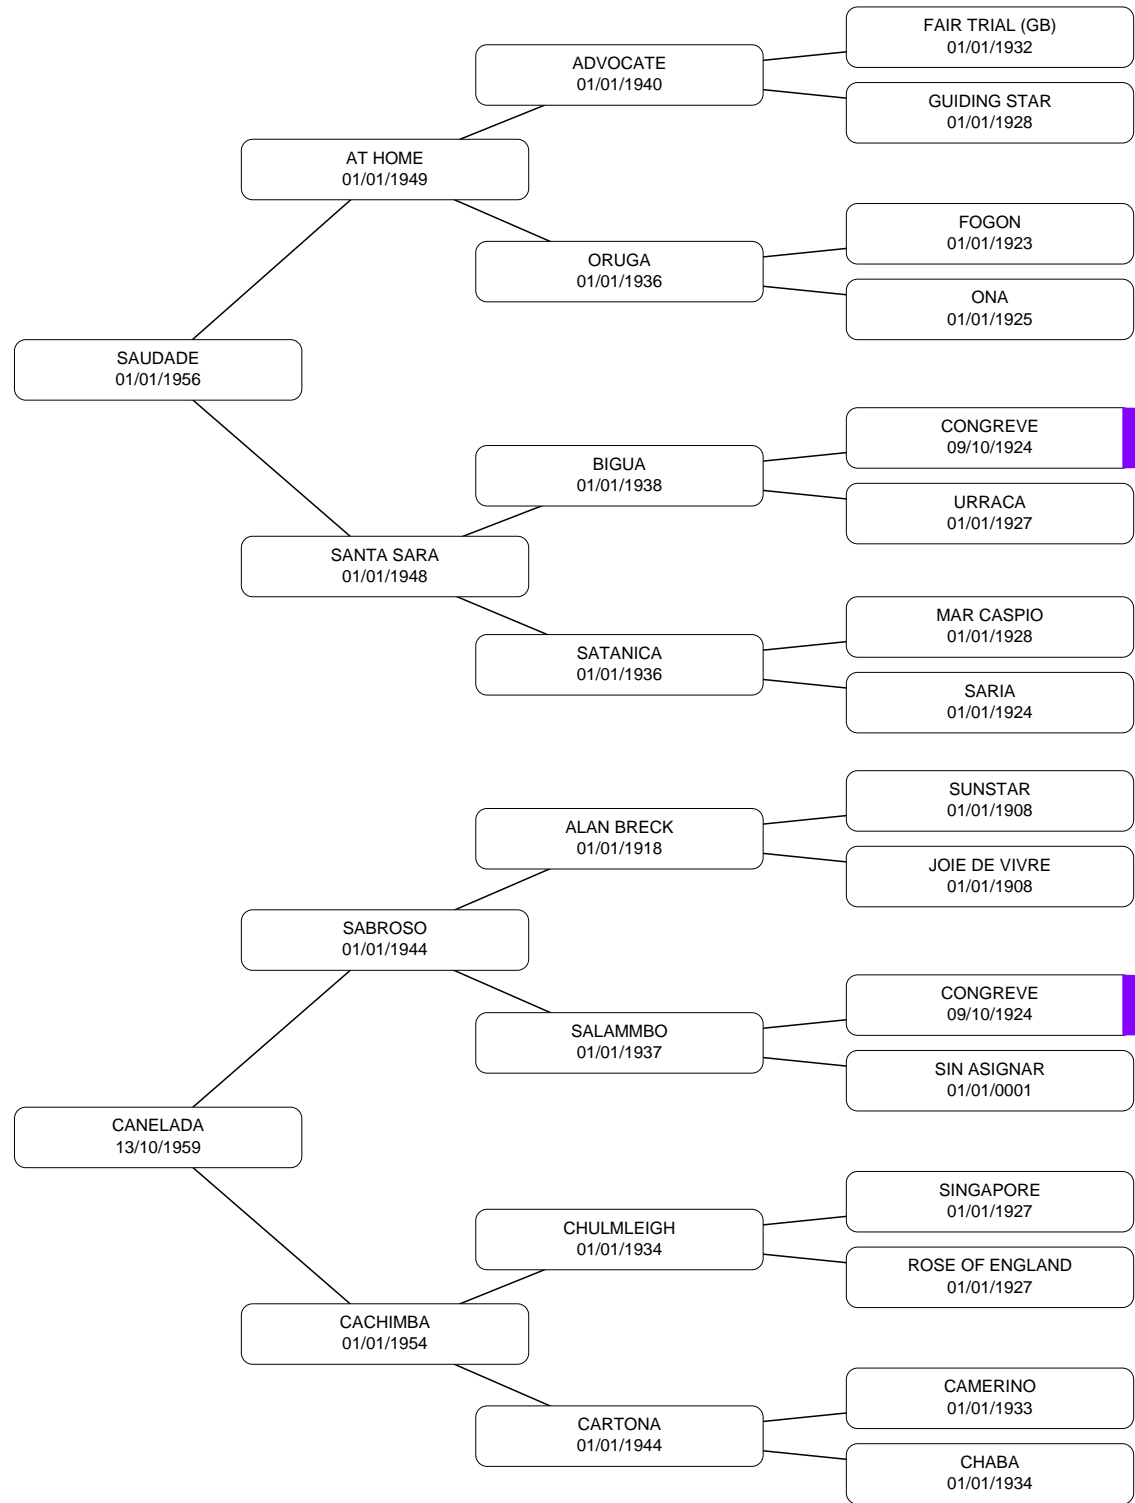 FAIR TRIAL (GB)
01/01/1932
ADVOCATE
01/01/1940
GUIDING STAR
01/01/1928
AT HOME
01/01/1949
FOGON
01/01/1923
ORUGA
01/01/1936
ONA
01/01/1925
SAUDADE
01/01/1956
CONGREVE
09/10/1924
BIGUA
01/01/1938
URRACA
01/01/1927
SANTA SARA
01/01/1948
MAR CASPIO
01/01/1928
SATANICA
01/01/1936
SARIA
01/01/1924
SUNSTAR
01/01/1908
ALAN BRECK
01/01/1918
JOIE DE VIVRE
01/01/1908
SABROSO
01/01/1944
CONGREVE
09/10/1924
SALAMMBO
01/01/1937
SIN ASIGNAR
01/01/0001
CANELADA
13/10/1959
SINGAPORE
01/01/1927
CHULMLEIGH
01/01/1934
ROSE OF ENGLAND
01/01/1927
CACHIMBA
01/01/1954
CAMERINO
01/01/1933
CARTONA
01/01/1944
CHABA
01/01/1934